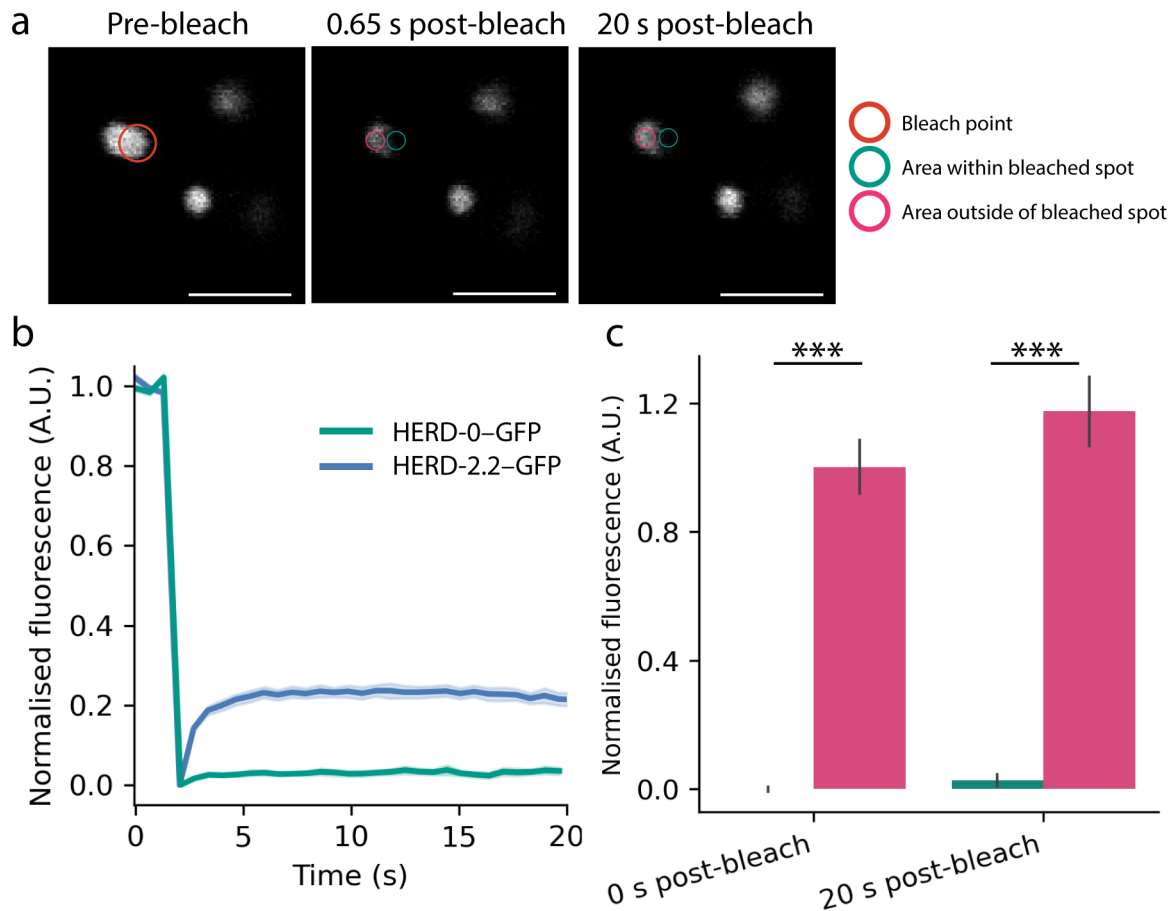 a
Pre-bleach
0.65 s post-bleach
20 s post-bleach
Bleach point
Area within bleached spot
Area outside of bleached spot
b
Normalised fluorescence (A.U.)
1.0
0.8
0.6
0.4
0.2
0.0
HERD-0–GFP
HERD-2.2–GFP
0
5
10
15
20
Time (s)
c
Normalised fluorescence (A.U.)
1.2
0.8
0.4
0.0
***
***
0 s post-bleach
20 s post-bleach